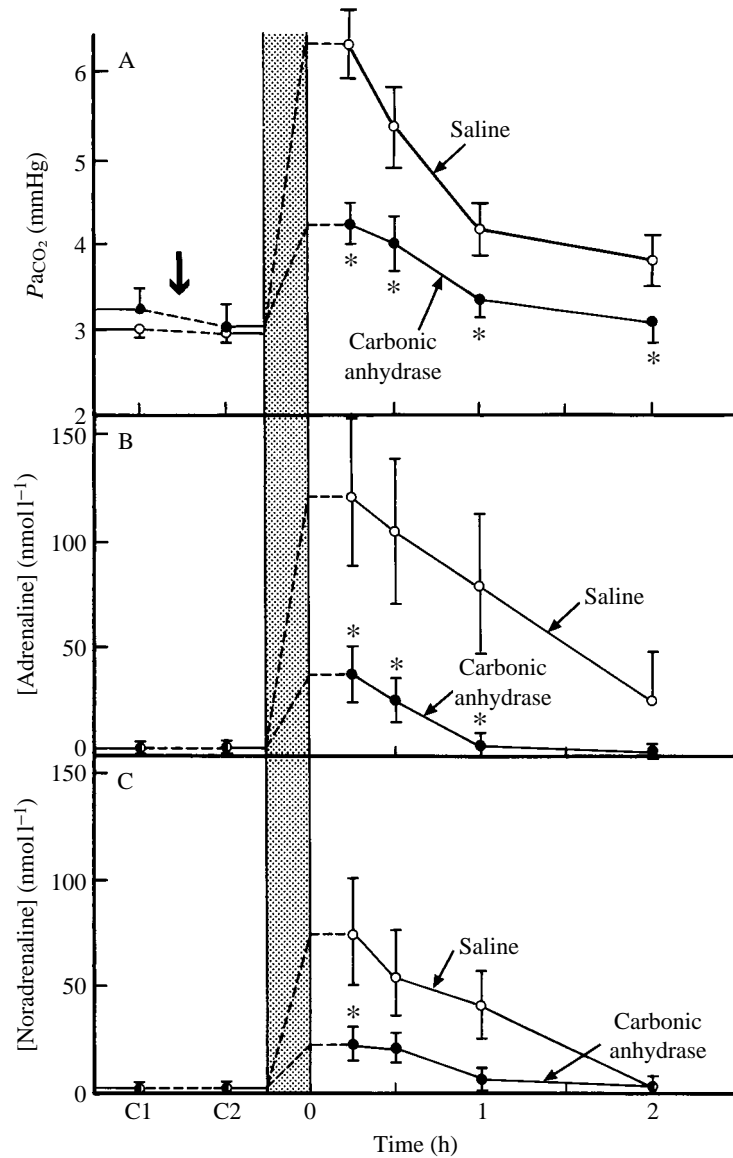 A
6
5
4
3
2
PaCO₂ (mmHg)
Saline
*
*
*
*
Carbonic
anhydrase
B
150
100
50
0
[Adrenaline] (nmol l⁻¹)
Saline
*
*
*
Carbonic
anhydrase
C
150
100
50
0
[Noradrenaline] (nmol l⁻¹)
Saline
*
Carbonic
anhydrase
C1 C2 0 1 2
Time (h)